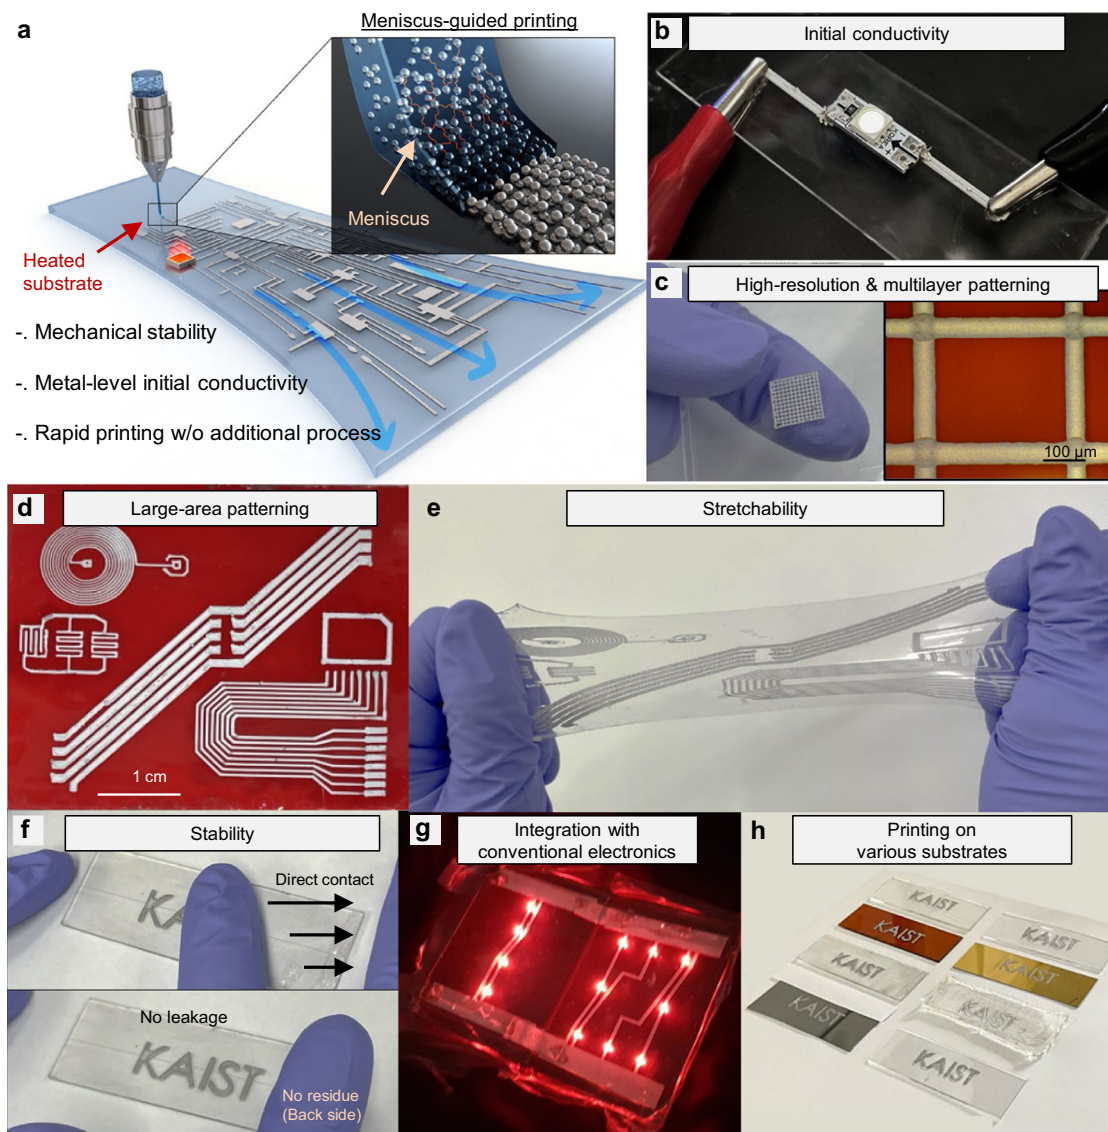 a
Meniscus-guided printing
Meniscus
Heated
substrate
-. Mechanical stability
-. Metal-level initial conductivity
-. Rapid printing w/o additional process
b
Initial conductivity
c
High-resolution & multilayer patterning
100 µm
d
Large-area patterning
1 cm
e
Stretchability
f
Stability
Direct contact
KAIST
No leakage
KAIST
No residue
(Back side)
g
Integration with
conventional electronics
h
Printing on
various substrates
KAIST
KAIST
KAIST
KAIST
KAIST
KAIST
KAIST
KAIST